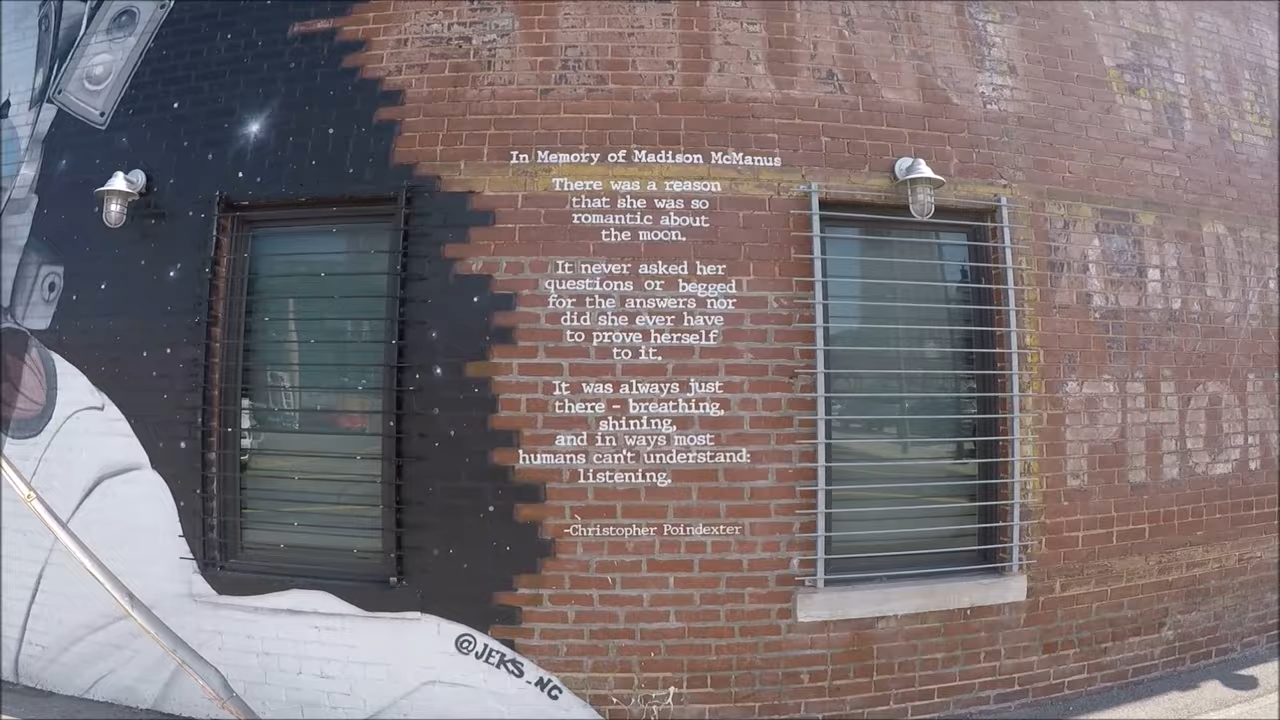 In Memory of Madison McManus
There was a reason
that she was so
romantic about
the moon.
It never asked her
questions or begged
for the answers nor
did she ever have
to prove herself
to it.
It was always just
there - breathing,
shining,
and in ways most
humans can't understand:
listening.
-Christopher Poindexter
@JEKS_NC